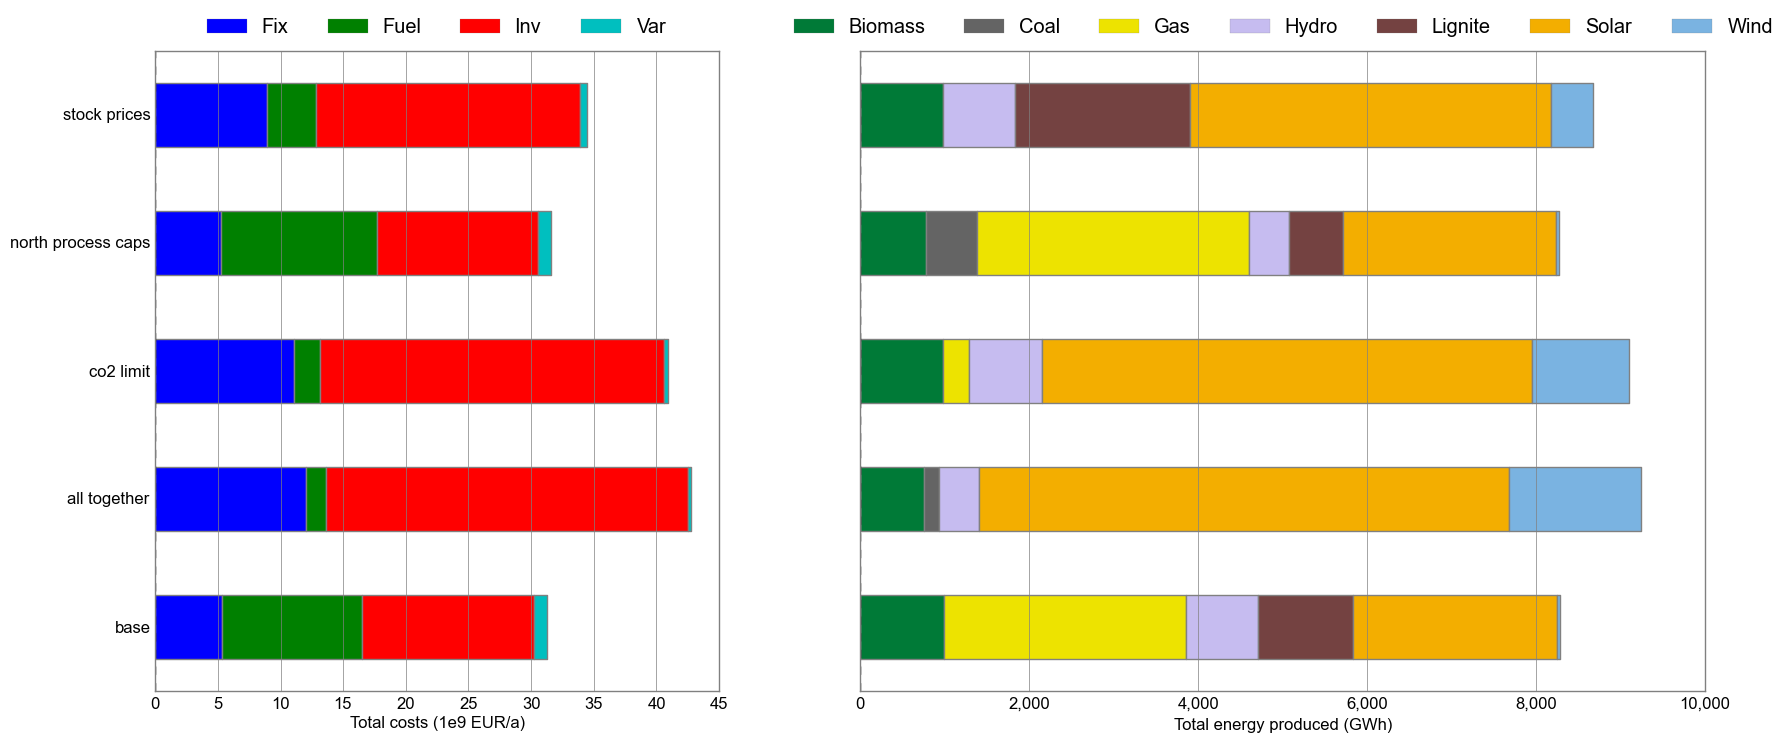 Fix Fuel Inv Var
Biomass Coal Gas Hydro Lignite Solar Wind
stock prices
north process caps
co2 limit
all together
base
0 5 10 15 20 25 30 35 40 45
Total costs (1e9 EUR/a)
0 2,000 4,000 6,000 8,000 10,000
Total energy produced (GWh)